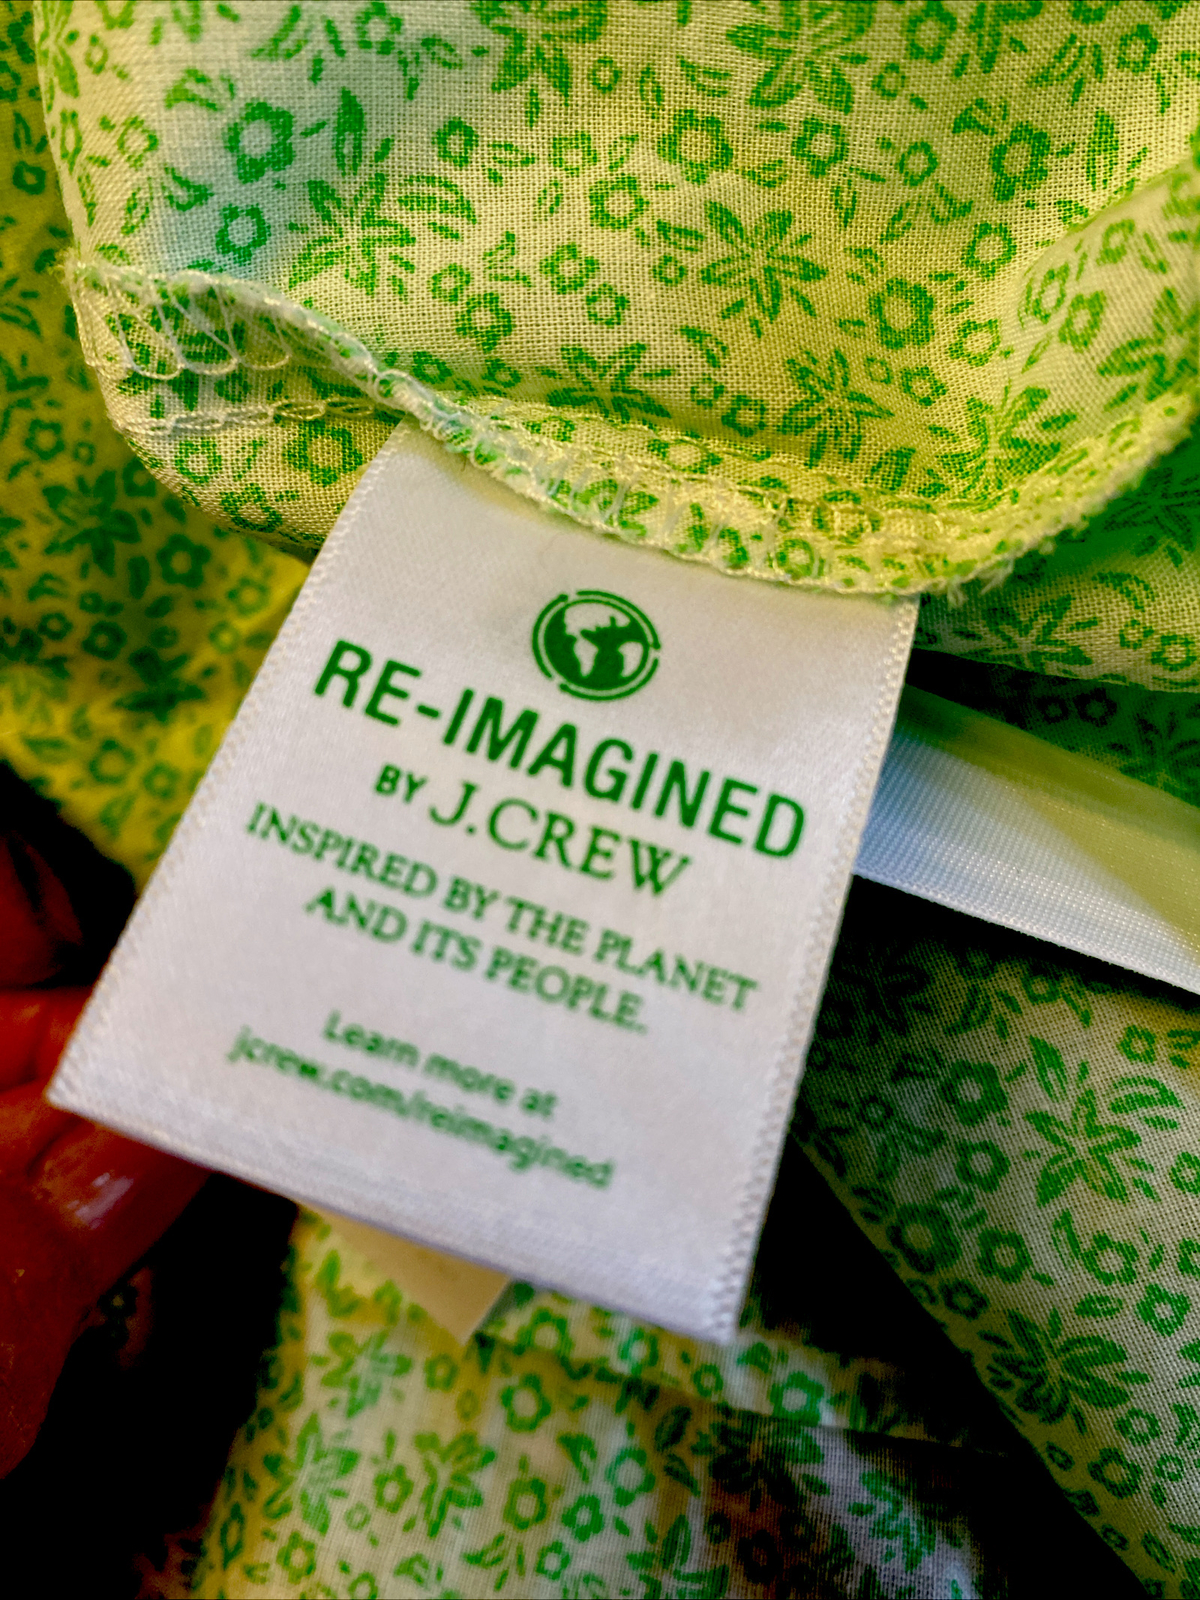 RE-IMAGINED
BY J.CREW
INSPIRED BY THE PLANET
AND ITS PEOPLE.
Learn more at
jcrew.com/reimagined